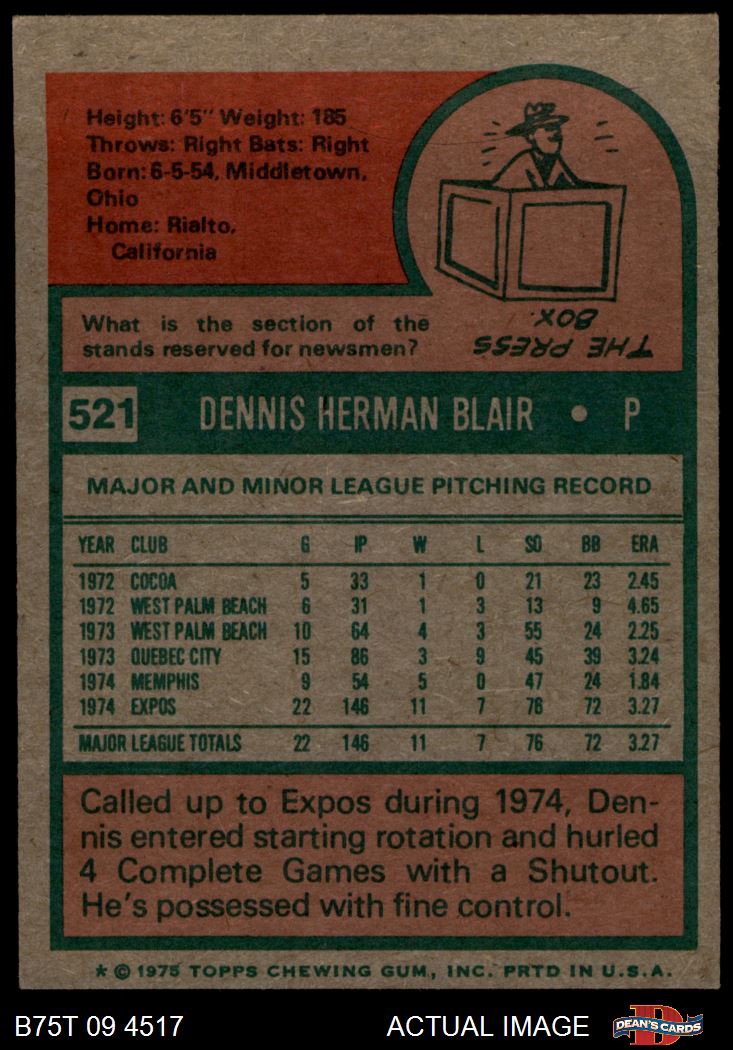 Height: 6'5" Weight: 185
Throws: Right Bats: Right
Born: 6-5-54, Middletown,
Ohio
Home: Rialto,
California
What is the section of the
stands reserved for newsmen?
THE PRESS
BOX.
521 DENNIS HERMAN BLAIR • P
MAJOR AND MINOR LEAGUE PITCHING RECORD
YEAR CLUB G IP W L SO BB ERA
1972 COCOA 5 33 1 0 21 23 2.45
1972 WEST PALM BEACH 6 31 1 3 13 9 4.65
1973 WEST PALM BEACH 10 64 4 3 55 24 2.25
1973 QUEBEC CITY 15 86 3 9 45 39 3.24
1974 MEMPHIS 9 54 5 0 47 24 1.84
1974 EXPOS 22 146 11 7 76 72 3.27
MAJOR LEAGUE TOTALS 22 146 11 7 76 72 3.27
Called up to Expos during 1974, Den-
nis entered starting rotation and hurled
4 Complete Games with a Shutout.
He's possessed with fine control.
* © 1975 TOPPS CHEWING GUM, INC. PRTD IN U.S.A.
B75T 09 4517 ACTUAL IMAGE D DEAN'S CARDS